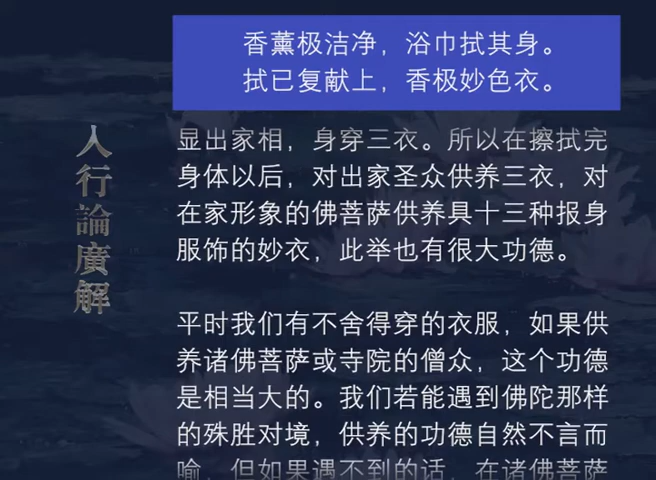 香薰极洁净，浴巾拭其身。
拭已复献上，香极妙色衣。
入行論廣解
显出家相，身穿三衣。所以在擦拭完
身体以后，对出家圣众供养三衣，对
在家形象的佛菩萨供养具十三种报身
服饰的妙衣，此举也有很大功德。
平时我们有不舍得穿的衣服，如果供
养诸佛菩萨或寺院的僧众，这个功德
是相当大的。我们若能遇到佛陀那样
的殊胜对境，供养的功德自然不言而
喻，但如果遇不到的话，在诸佛菩萨